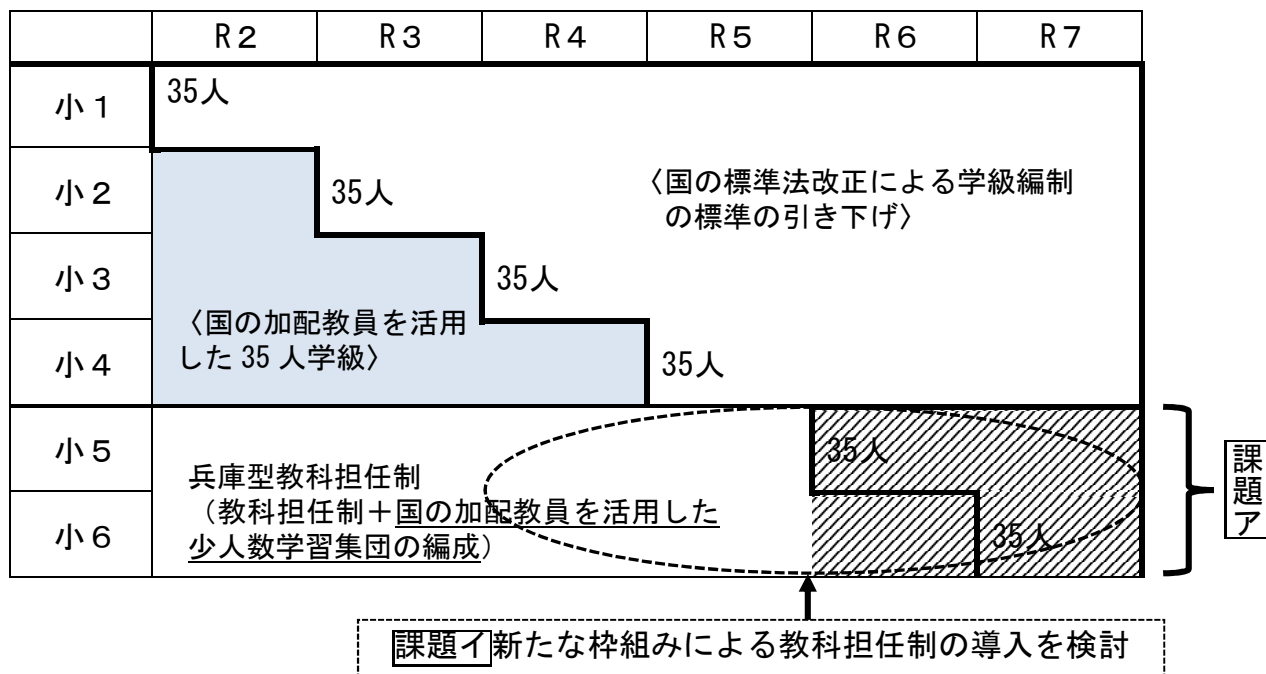 R2 R3 R4 R5 R6 R7
小1 35人
小2 35人 〈国の標準法改正による学級編制
の標準の引き下げ〉
小3 35人
〈国の加配教員を活用
した 35 人学級〉
小4 35人
小5 35人
兵庫型教科担任制
(教科担任制+国の加配教員を活用した
少人数学習集団の編成)
小6 35人
課題ア
課題イ新たな枠組みによる教科担任制の導入を検討